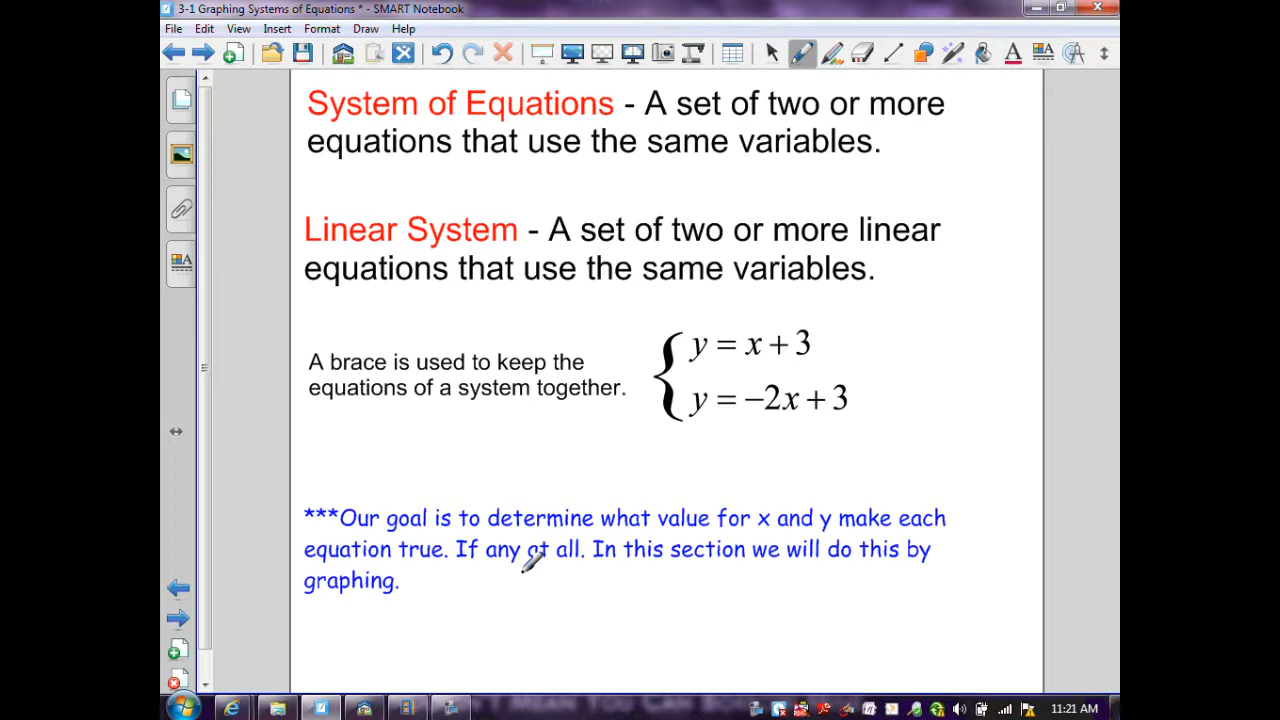 3-1 Graphing Systems of Equations * - SMART Notebook
File Edit View Insert Format Draw Help
System of Equations - A set of two or more
equations that use the same variables.
Linear System - A set of two or more linear
equations that use the same variables.
A brace is used to keep the
equations of a system together.
y = x + 3
y = −2x + 3
***Our goal is to determine what value for x and y make each
equation true. If any at all. In this section we will do this by
graphing.
11:21 AM